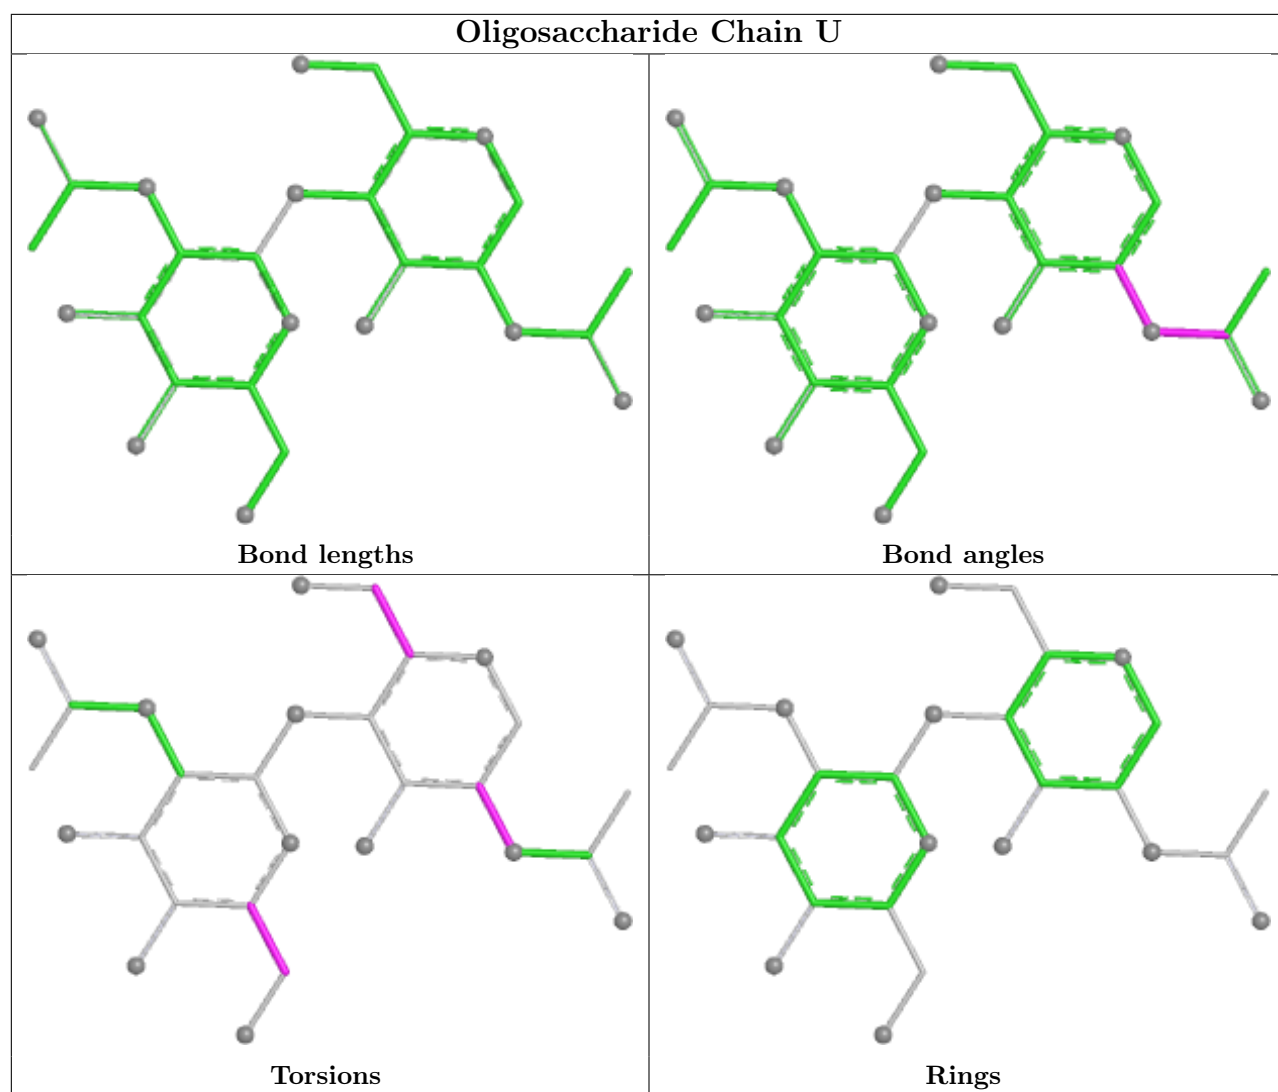 Oligosaccharide Chain U
Bond lengths
Bond angles
Torsions
Rings